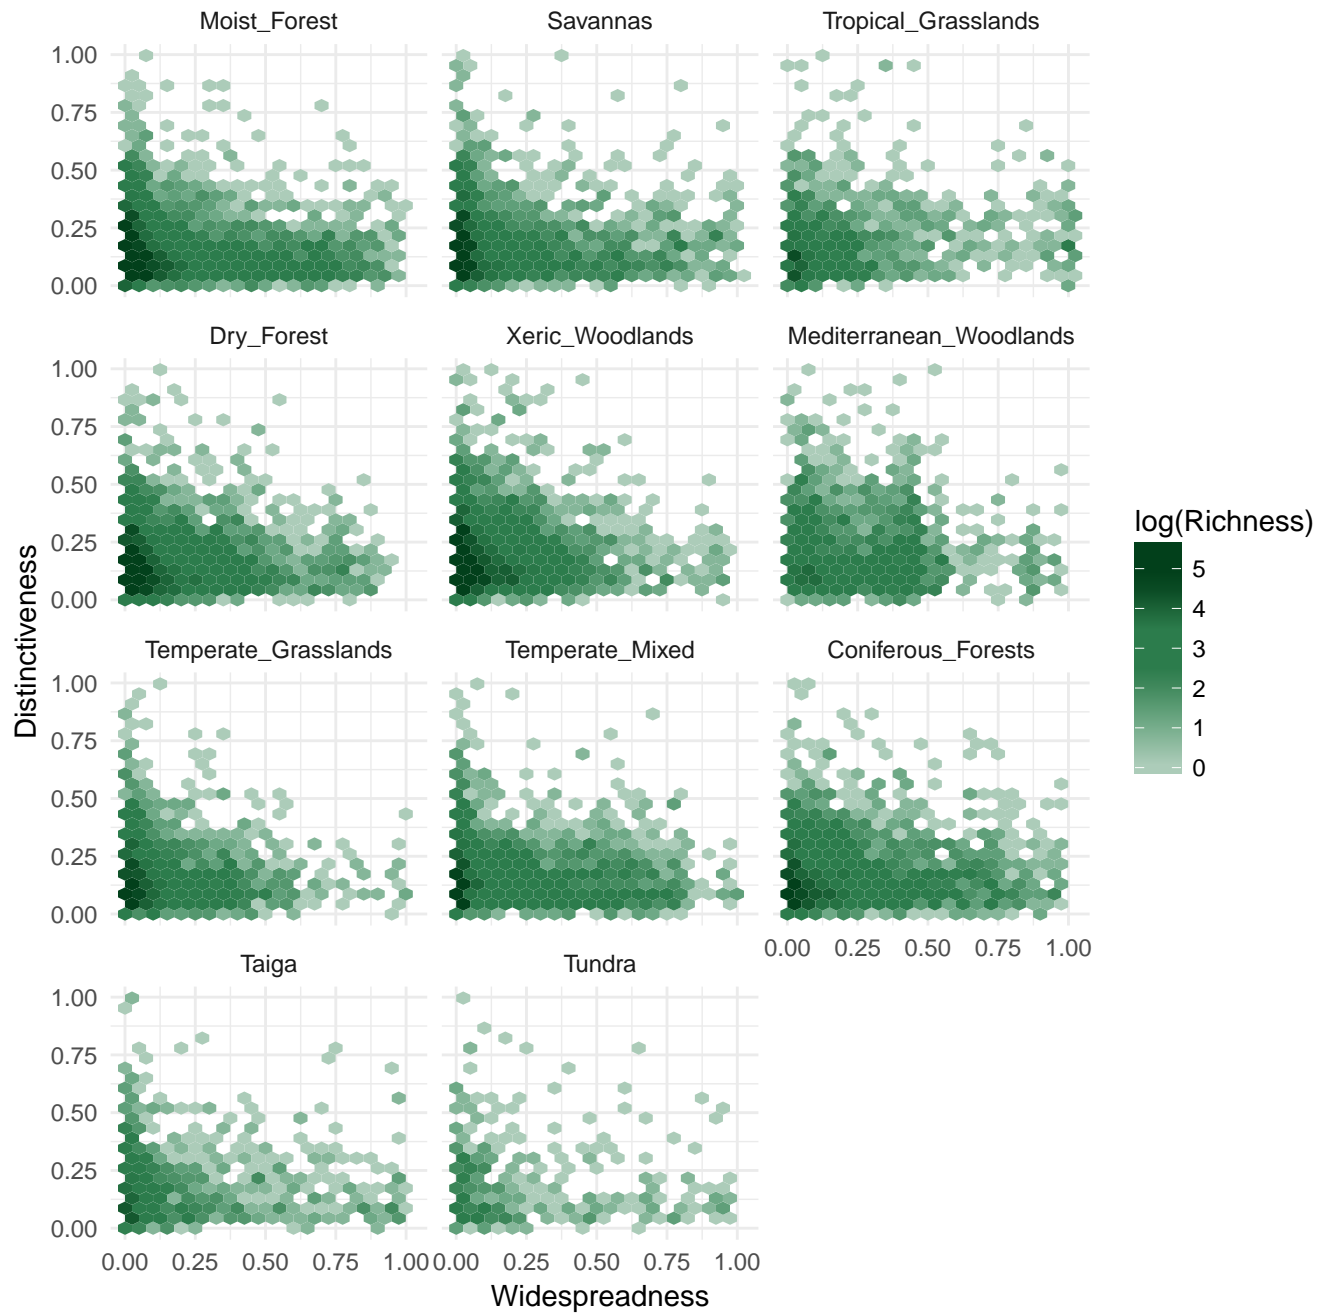 Moist_Forest Savannas Tropical_Grasslands
1.00
0.75
0.50
0.25
0.00
Dry_Forest Xeric_Woodlands Mediterranean_Woodlands
1.00
0.75
0.50
0.25
0.00
Temperate_Grasslands Temperate_Mixed Coniferous_Forests
1.00
0.75
0.50
0.25
0.00
0.00 0.25 0.50 0.75 1.00
Taiga Tundra
1.00
0.75
0.50
0.25
0.00
0.00 0.25 0.50 0.75 1.00 0.00 0.25 0.50 0.75 1.00
Widespreadness
Distinctiveness
log(Richness)
5
4
3
2
1
0